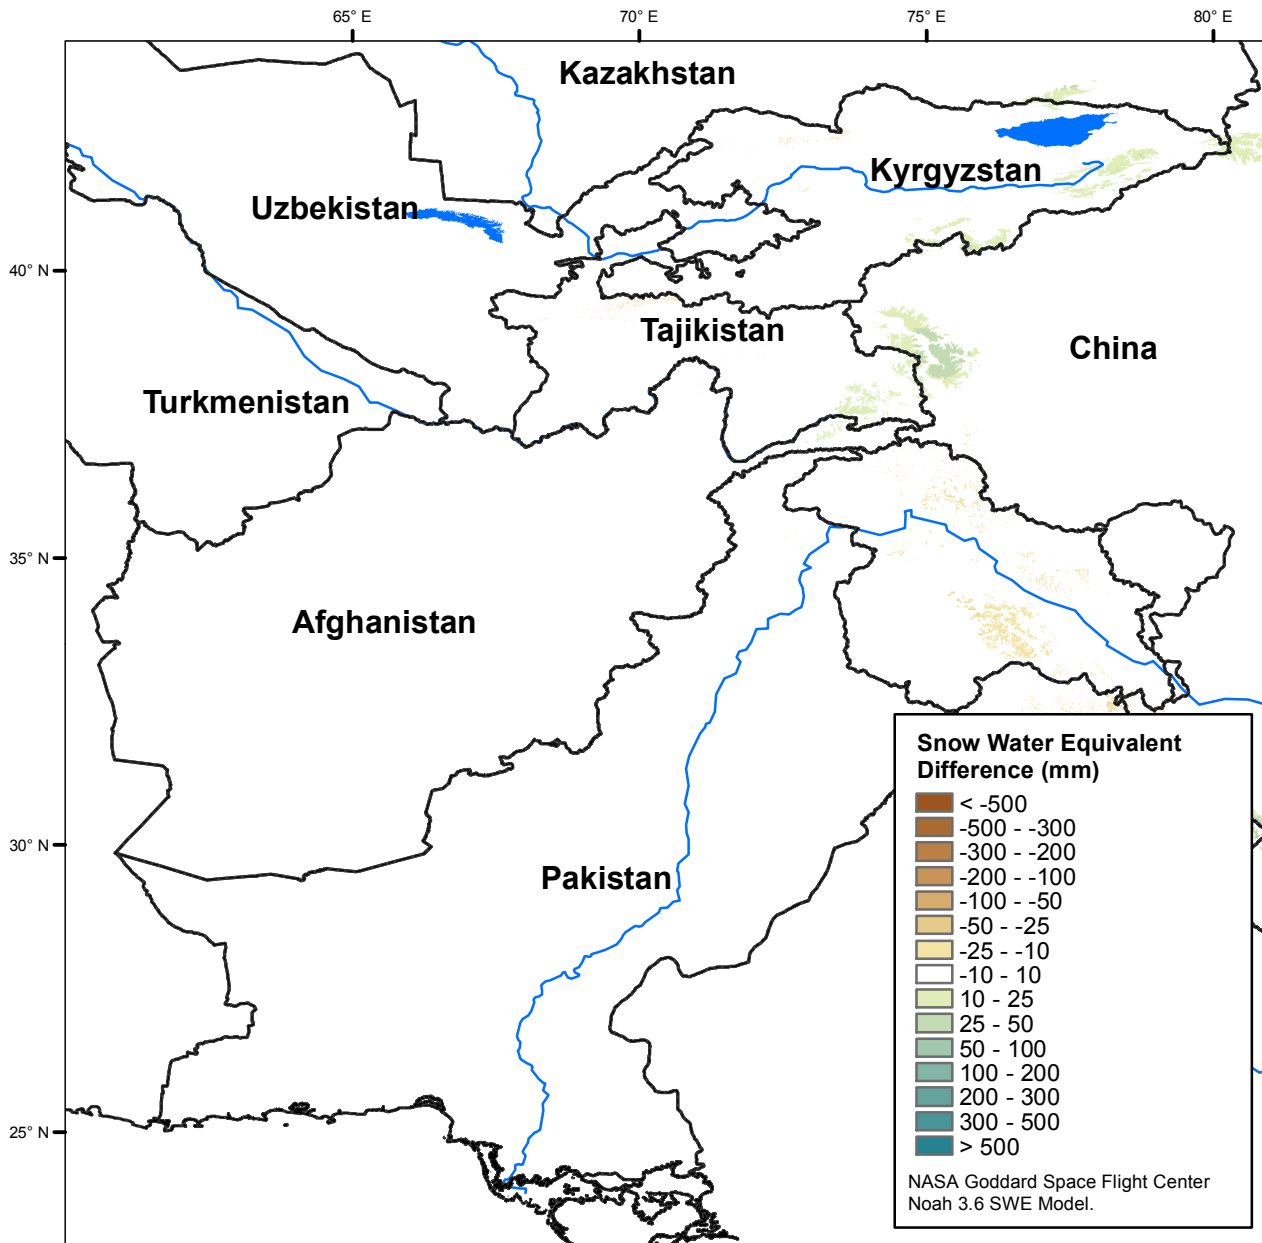 65° E
70° E
75° E
80° E
Kazakhstan
Kyrgyzstan
Uzbekistan
40° N
Tajikistan
China
Turkmenistan
35° N
Afghanistan
Snow Water Equivalent
Difference (mm)
< -500
-500 - -300
-300 - -200
-200 - -100
-100 - -50
-50 - -25
-25 - -10
-10 - 10
10 - 25
25 - 50
50 - 100
100 - 200
200 - 300
300 - 500
> 500
NASA Goddard Space Flight Center
Noah 3.6 SWE Model.
30° N
Pakistan
25° N